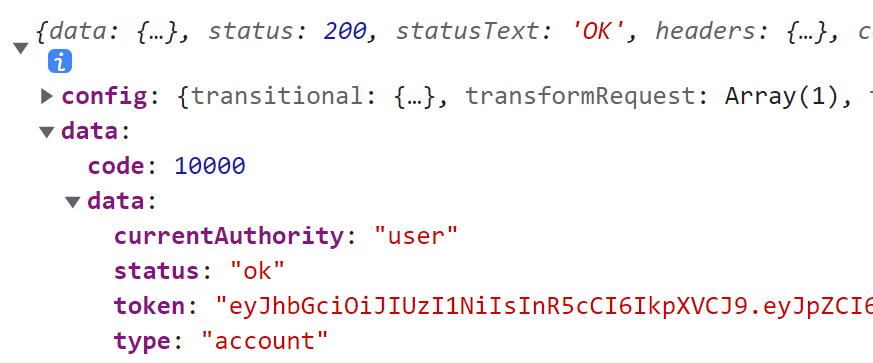 {data: {…}, status: 200, statusText: 'OK', headers: {…}, c
i
config: {transitional: {…}, transformRequest: Array(1), t
data:
code: 10000
data:
currentAuthority: "user"
status: "ok"
token: "eyJhbGciOiJIUzI1NiIsInR5cCI6IkpXVCJ9.eyJpZCI6
type: "account"